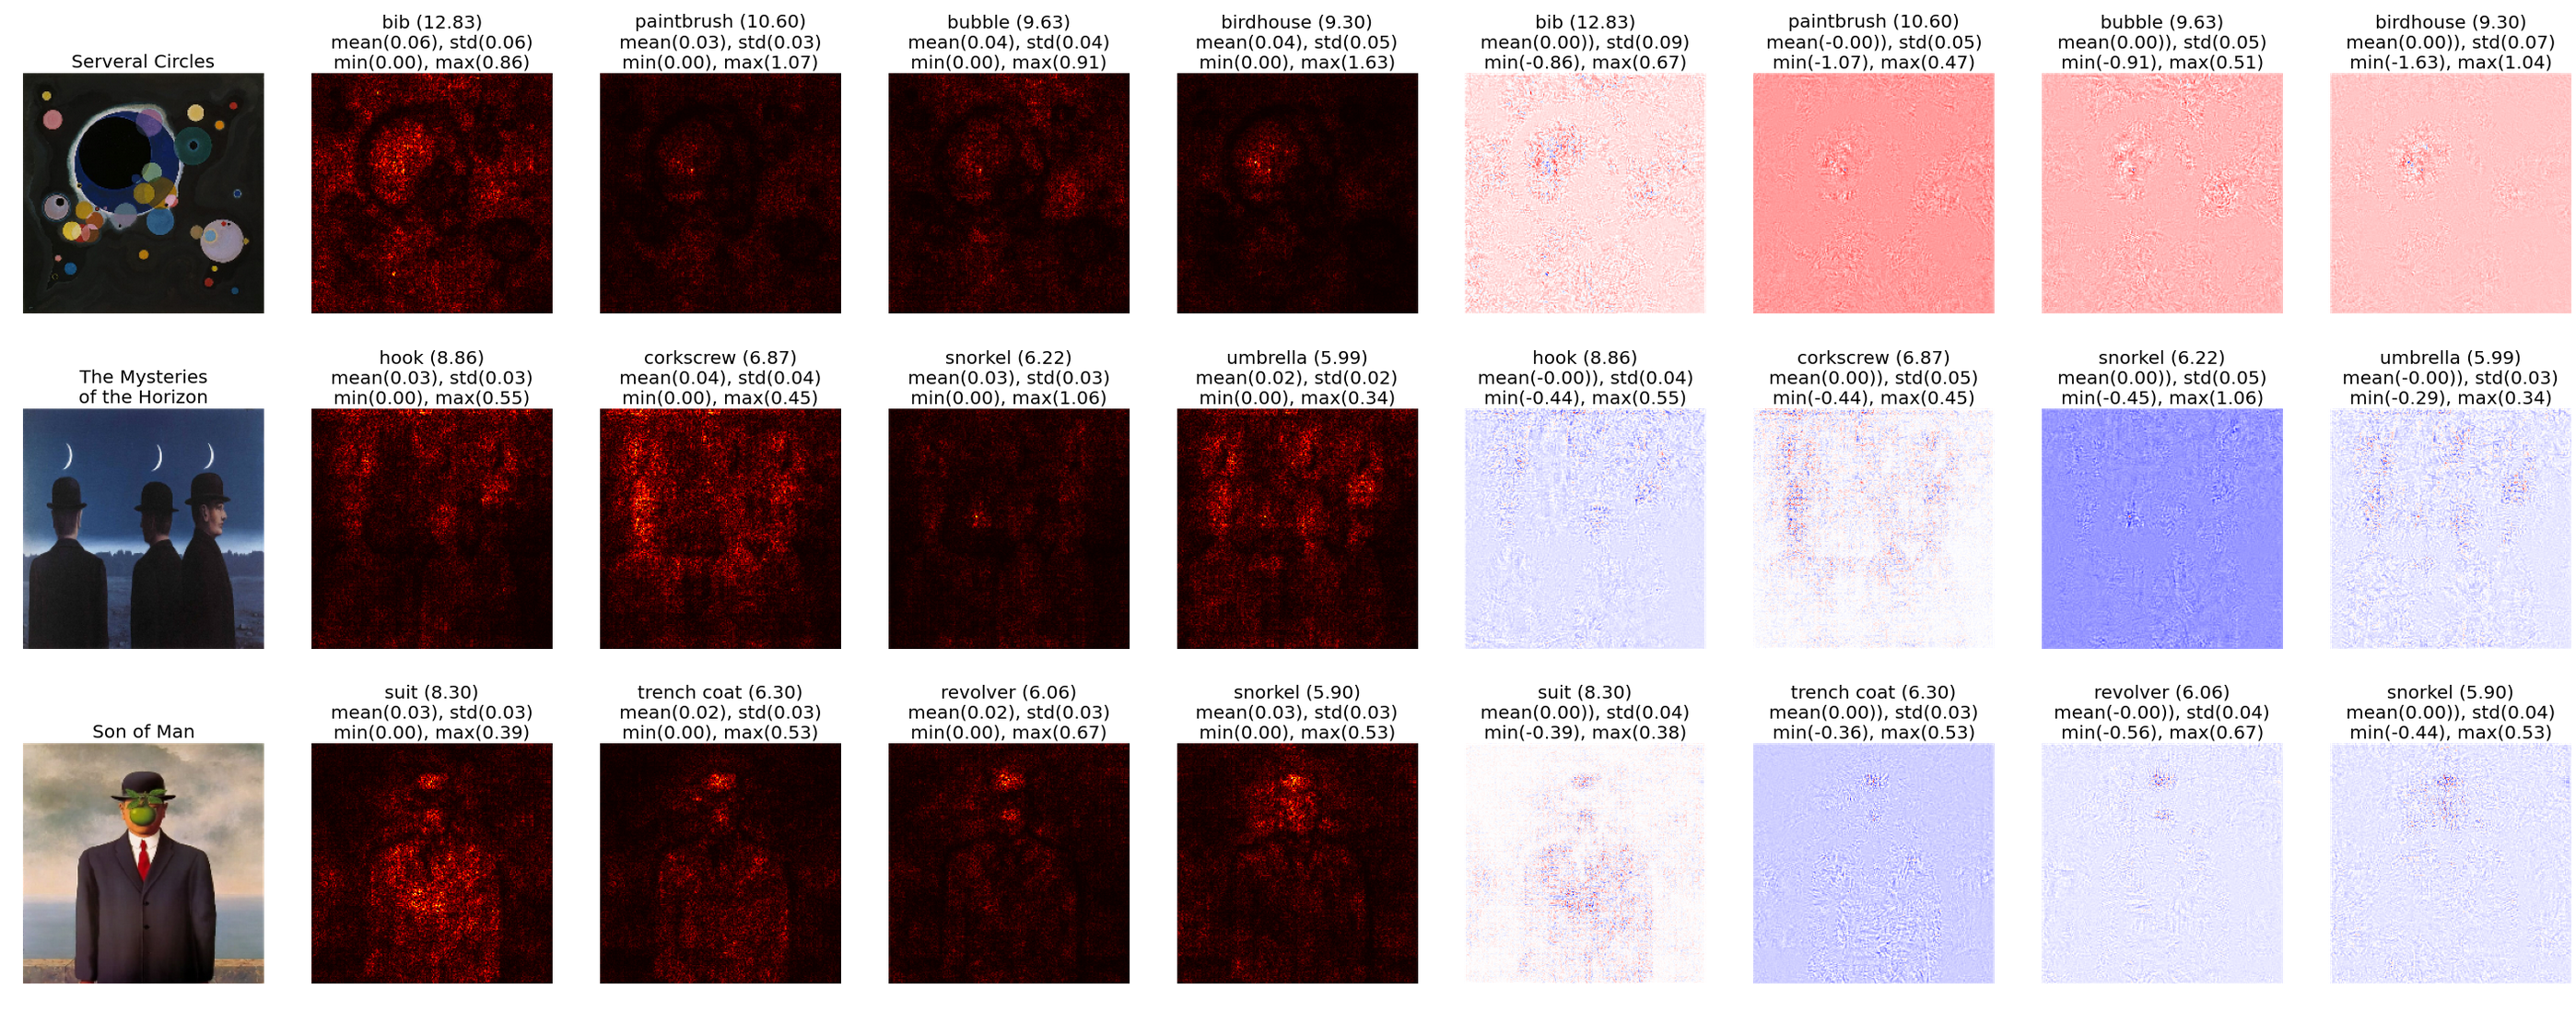 Serveral Circles
bib (12.83)
mean(0.06), std(0.06)
min(0.00), max(0.86)
paintbrush (10.60)
mean(0.03), std(0.03)
min(0.00), max(1.07)
bubble (9.63)
mean(0.04), std(0.04)
min(0.00), max(0.91)
birdhouse (9.30)
mean(0.04), std(0.05)
min(0.00), max(1.63)
bib (12.83)
mean(0.00)), std(0.09)
min(-0.86), max(0.67)
paintbrush (10.60)
mean(-0.00)), std(0.05)
min(-1.07), max(0.47)
bubble (9.63)
mean(0.00)), std(0.05)
min(-0.91), max(0.51)
birdhouse (9.30)
mean(0.00)), std(0.07)
min(-1.63), max(1.04)
The Mysteries
of the Horizon
hook (8.86)
mean(0.03), std(0.03)
min(0.00), max(0.55)
corkscrew (6.87)
mean(0.04), std(0.04)
min(0.00), max(0.45)
snorkel (6.22)
mean(0.03), std(0.03)
min(0.00), max(1.06)
umbrella (5.99)
mean(0.02), std(0.02)
min(0.00), max(0.34)
hook (8.86)
mean(-0.00)), std(0.04)
min(-0.44), max(0.55)
corkscrew (6.87)
mean(0.00)), std(0.05)
min(-0.44), max(0.45)
snorkel (6.22)
mean(0.00)), std(0.05)
min(-0.45), max(1.06)
umbrella (5.99)
mean(-0.00)), std(0.03)
min(-0.29), max(0.34)
Son of Man
suit (8.30)
mean(0.03), std(0.03)
min(0.00), max(0.39)
trench coat (6.30)
mean(0.02), std(0.03)
min(0.00), max(0.53)
revolver (6.06)
mean(0.02), std(0.03)
min(0.00), max(0.67)
snorkel (5.90)
mean(0.03), std(0.03)
min(0.00), max(0.53)
suit (8.30)
mean(0.00)), std(0.04)
min(-0.39), max(0.38)
trench coat (6.30)
mean(0.00)), std(0.03)
min(-0.36), max(0.53)
revolver (6.06)
mean(-0.00)), std(0.04)
min(-0.56), max(0.67)
snorkel (5.90)
mean(0.00)), std(0.04)
min(-0.44), max(0.53)